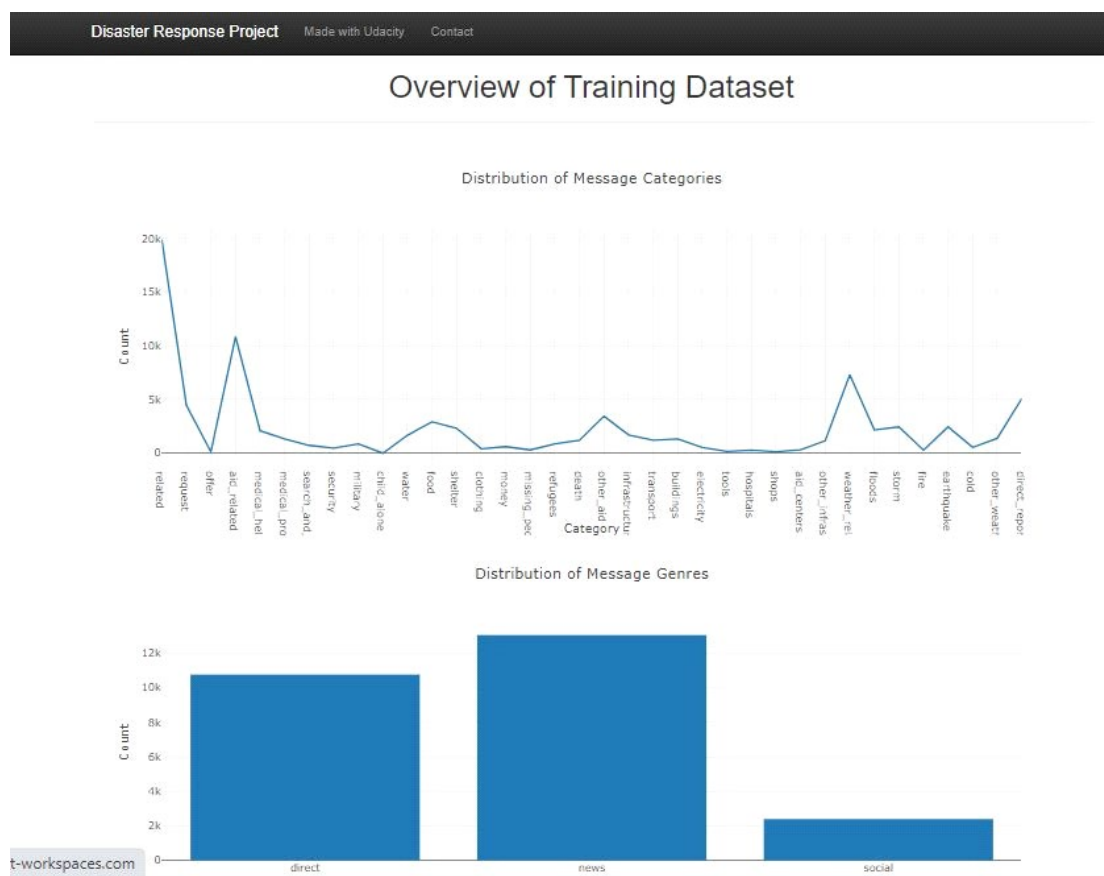 Disaster Response Project Made with Udacity Contact
Overview of Training Dataset
Distribution of Message Categories
20k
15k
10k
5k
0
Count
related
request
offer
aid_related
medical_hel
medical_pro
search_and_
security
military
child_alone
water
food
shelter
clothing
money
missing_peo
refugees
death
other_aid
infrastructur
transport
buildings
electricity
tools
hospitals
shops
aid_centers
other_infras
weather_rel
floods
storm
fire
earthquake
cold
other_weath
direct_repor
Category
Distribution of Message Genres
12k
10k
8k
6k
4k
2k
0
Count
direct
news
social
t-workspaces.com